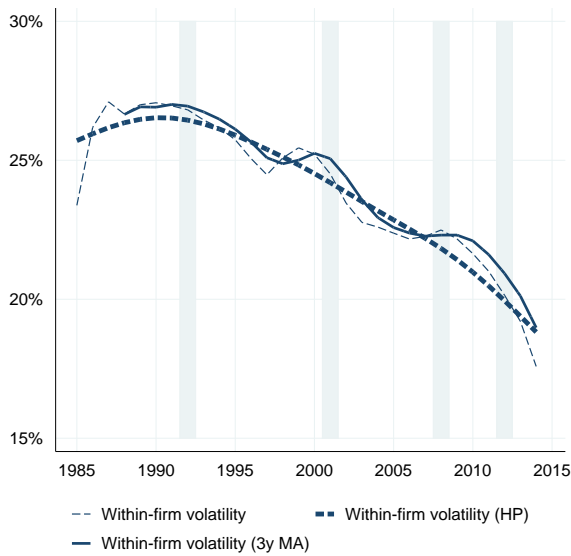 30%
25%
20%
15%
1985 1990 1995 2000 2005 2010 2015
Within-firm volatility Within-firm volatility (HP)
Within-firm volatility (3y MA)